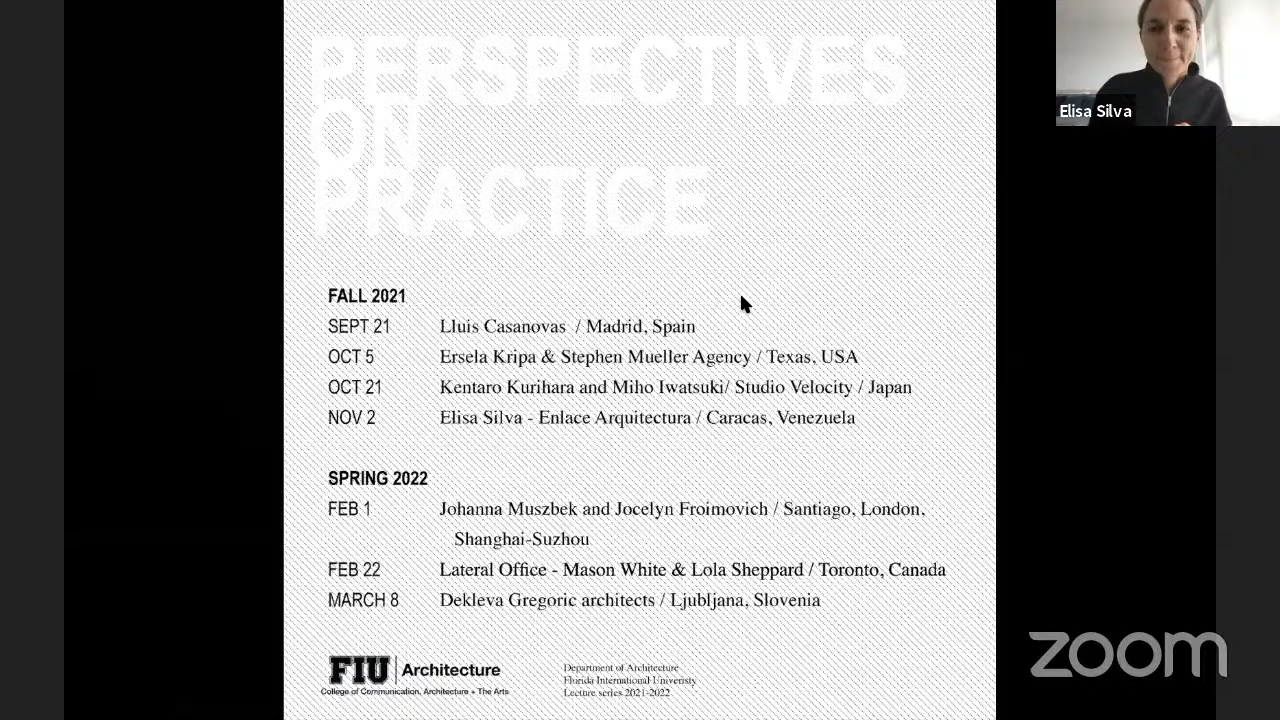 PERSPECTIVES
ON
PRACTICE
Elisa Silva
FALL 2021
SEPT 21 Lluis Casanovas / Madrid, Spain
OCT 5 Ersela Kripa & Stephen Mueller Agency / Texas, USA
OCT 21 Kentaro Kurihara and Miho Iwatsuki/ Studio Velocity / Japan
NOV 2 Elisa Silva - Enlace Arquitectura / Caracas, Venezuela
SPRING 2022
FEB 1 Johanna Muszbek and Jocelyn Froimovich / Santiago, London,
Shanghai-Suzhou
FEB 22 Lateral Office - Mason White & Lola Sheppard / Toronto, Canada
MARCH 8 Dekleva Gregoric architects / Ljubljana, Slovenia
FIU Architecture
College of Communication, Architecture + The Arts
Department of Architecture
Florida International Univeristy
Lecture series 2021-2022
zoom